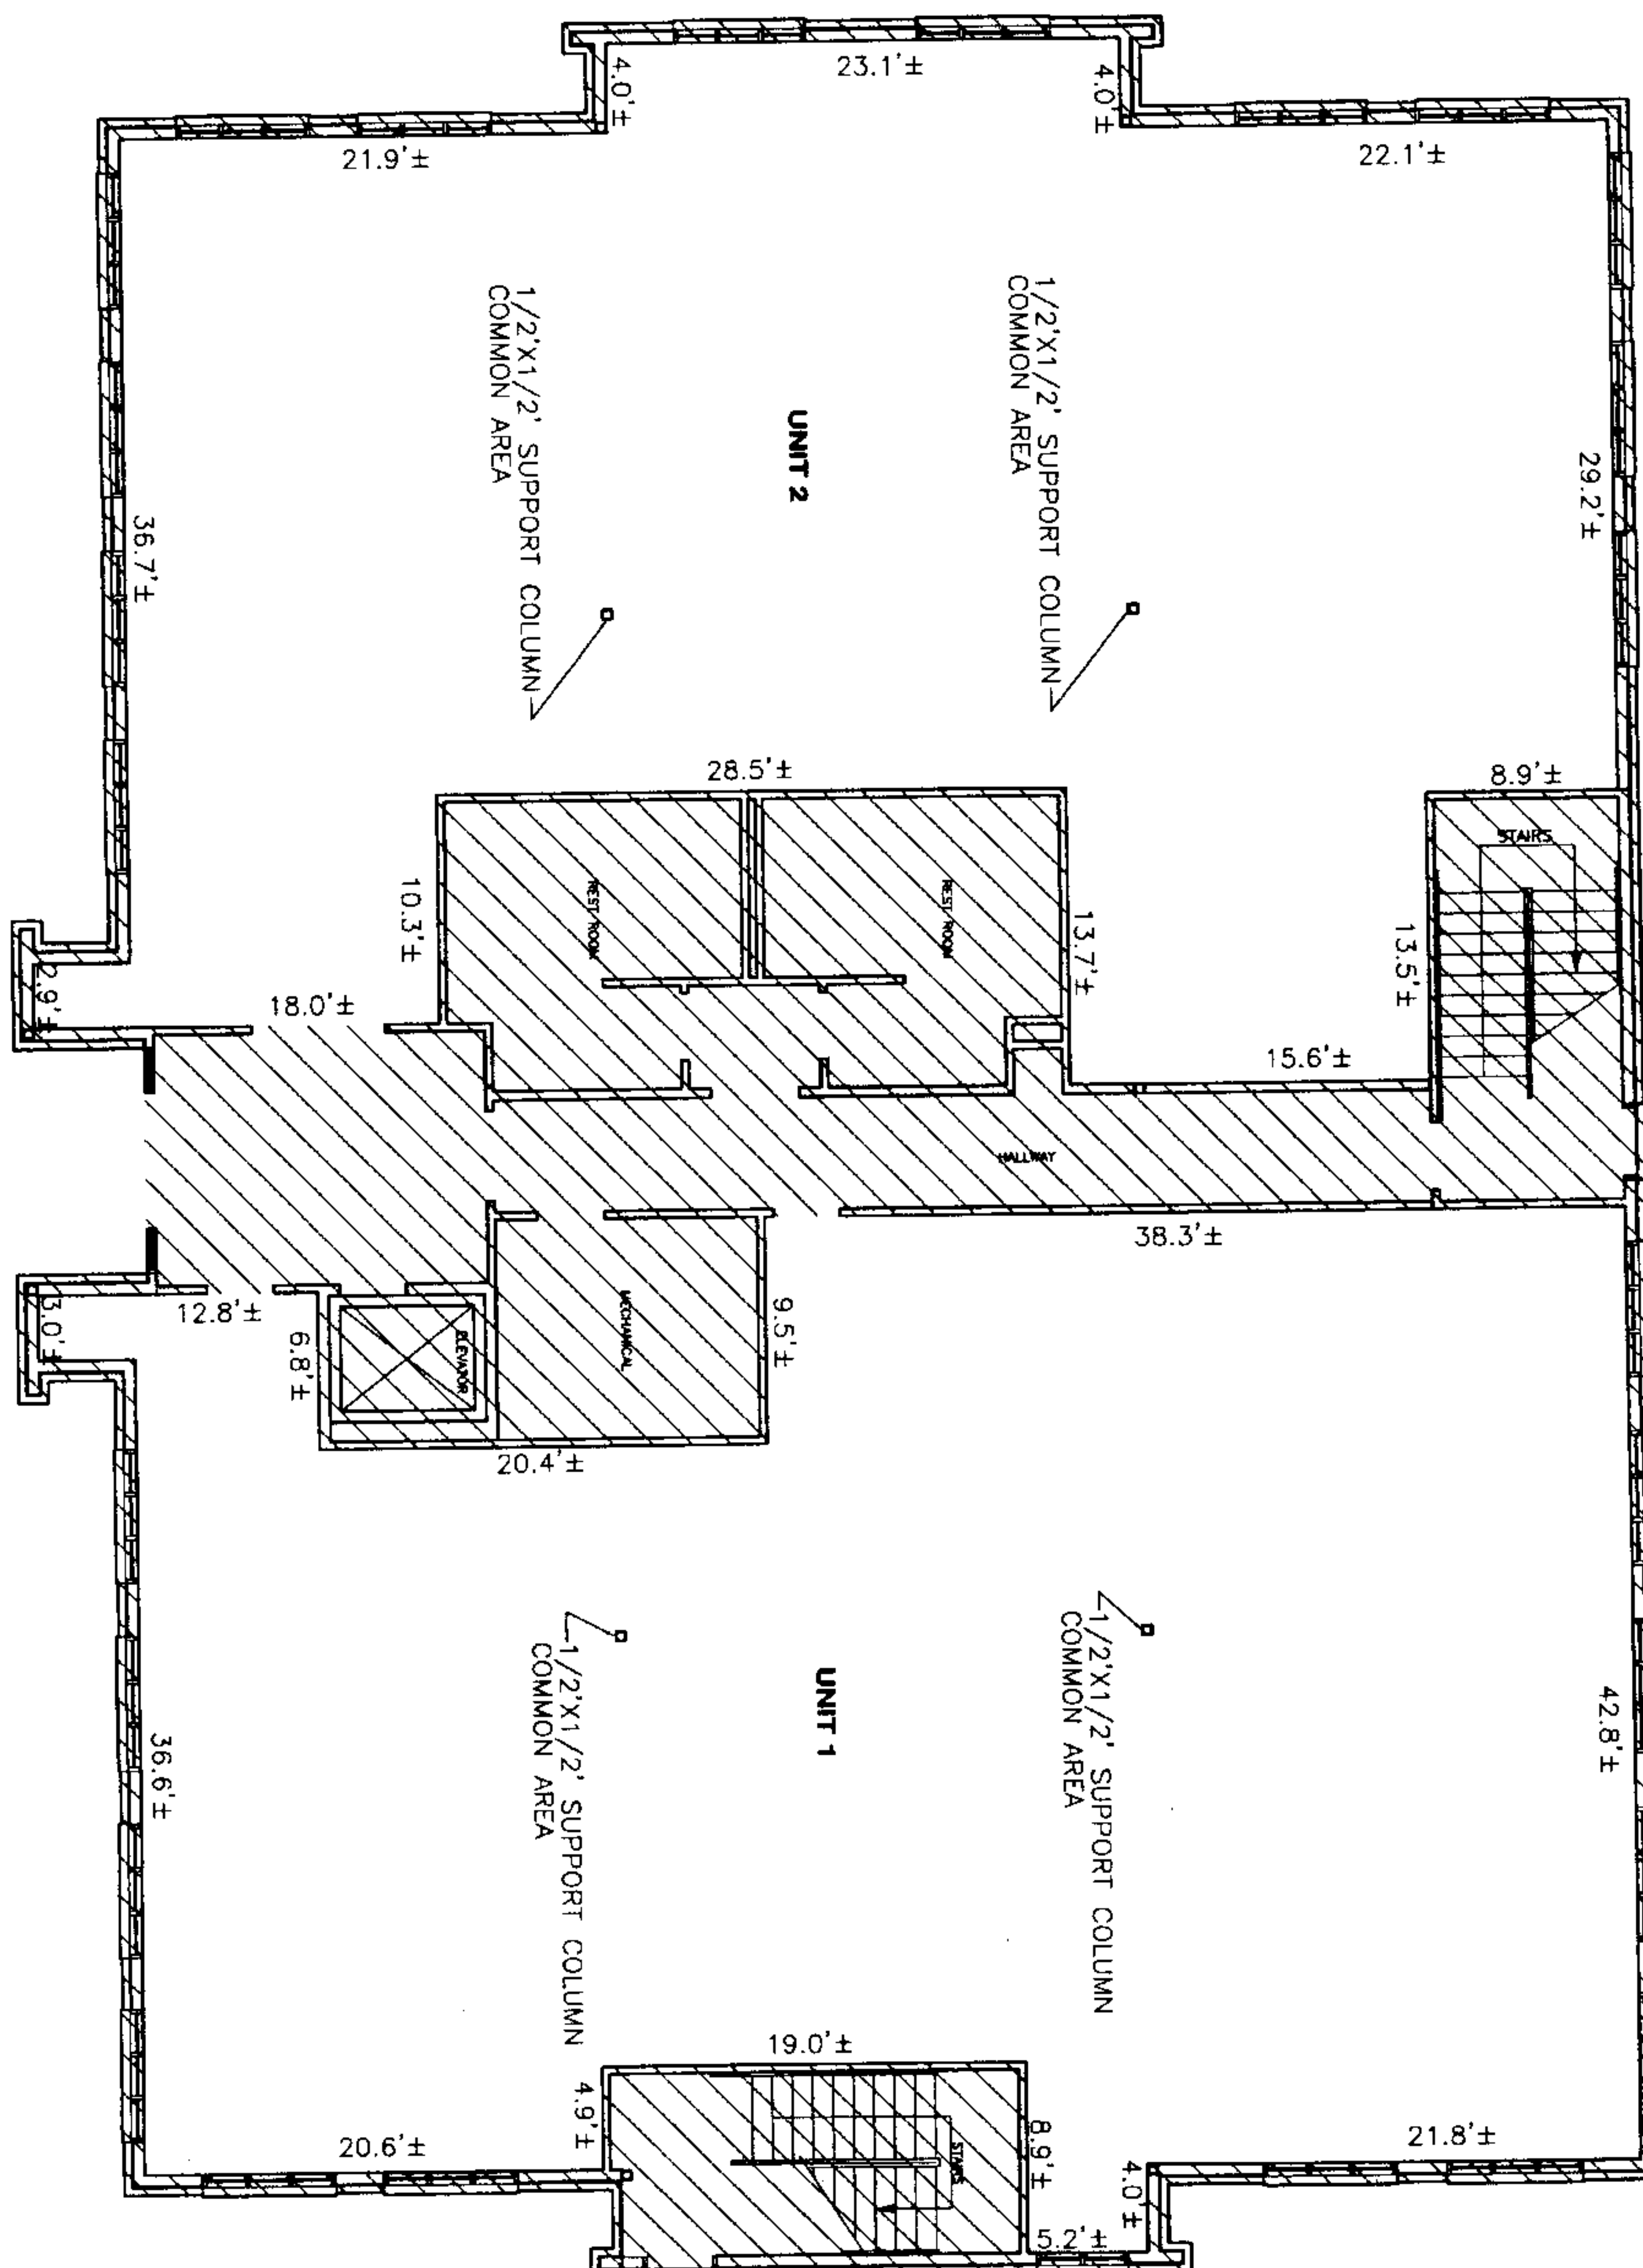 23.1'±
4.0'±
4.0'±
21.9'±
22.1'±
1/2'X1/2' SUPPORT COLUMN
COMMON AREA
1/2'X1/2' SUPPORT COLUMN
COMMON AREA
UNIT 2
29.2'±
36.7'±
28.5'±
8.9'±
STAIRS
REST ROOM
REST ROOM
10.3'±
13.7'±
13.5'±
2.9'±
18.0'±
15.6'±
HALLWAY
38.3'±
3.0'±
12.8'±
6.8'±
ELEVATOR
MECHANICAL
9.5'±
20.4'±
1/2'X1/2' SUPPORT COLUMN
COMMON AREA
1/2'X1/2' SUPPORT COLUMN
COMMON AREA
UNIT 1
42.8'±
36.6'±
19.0'±
4.9'±
STAIRS
8.9'±
20.6'±
21.8'±
4.0'±
5.2'±